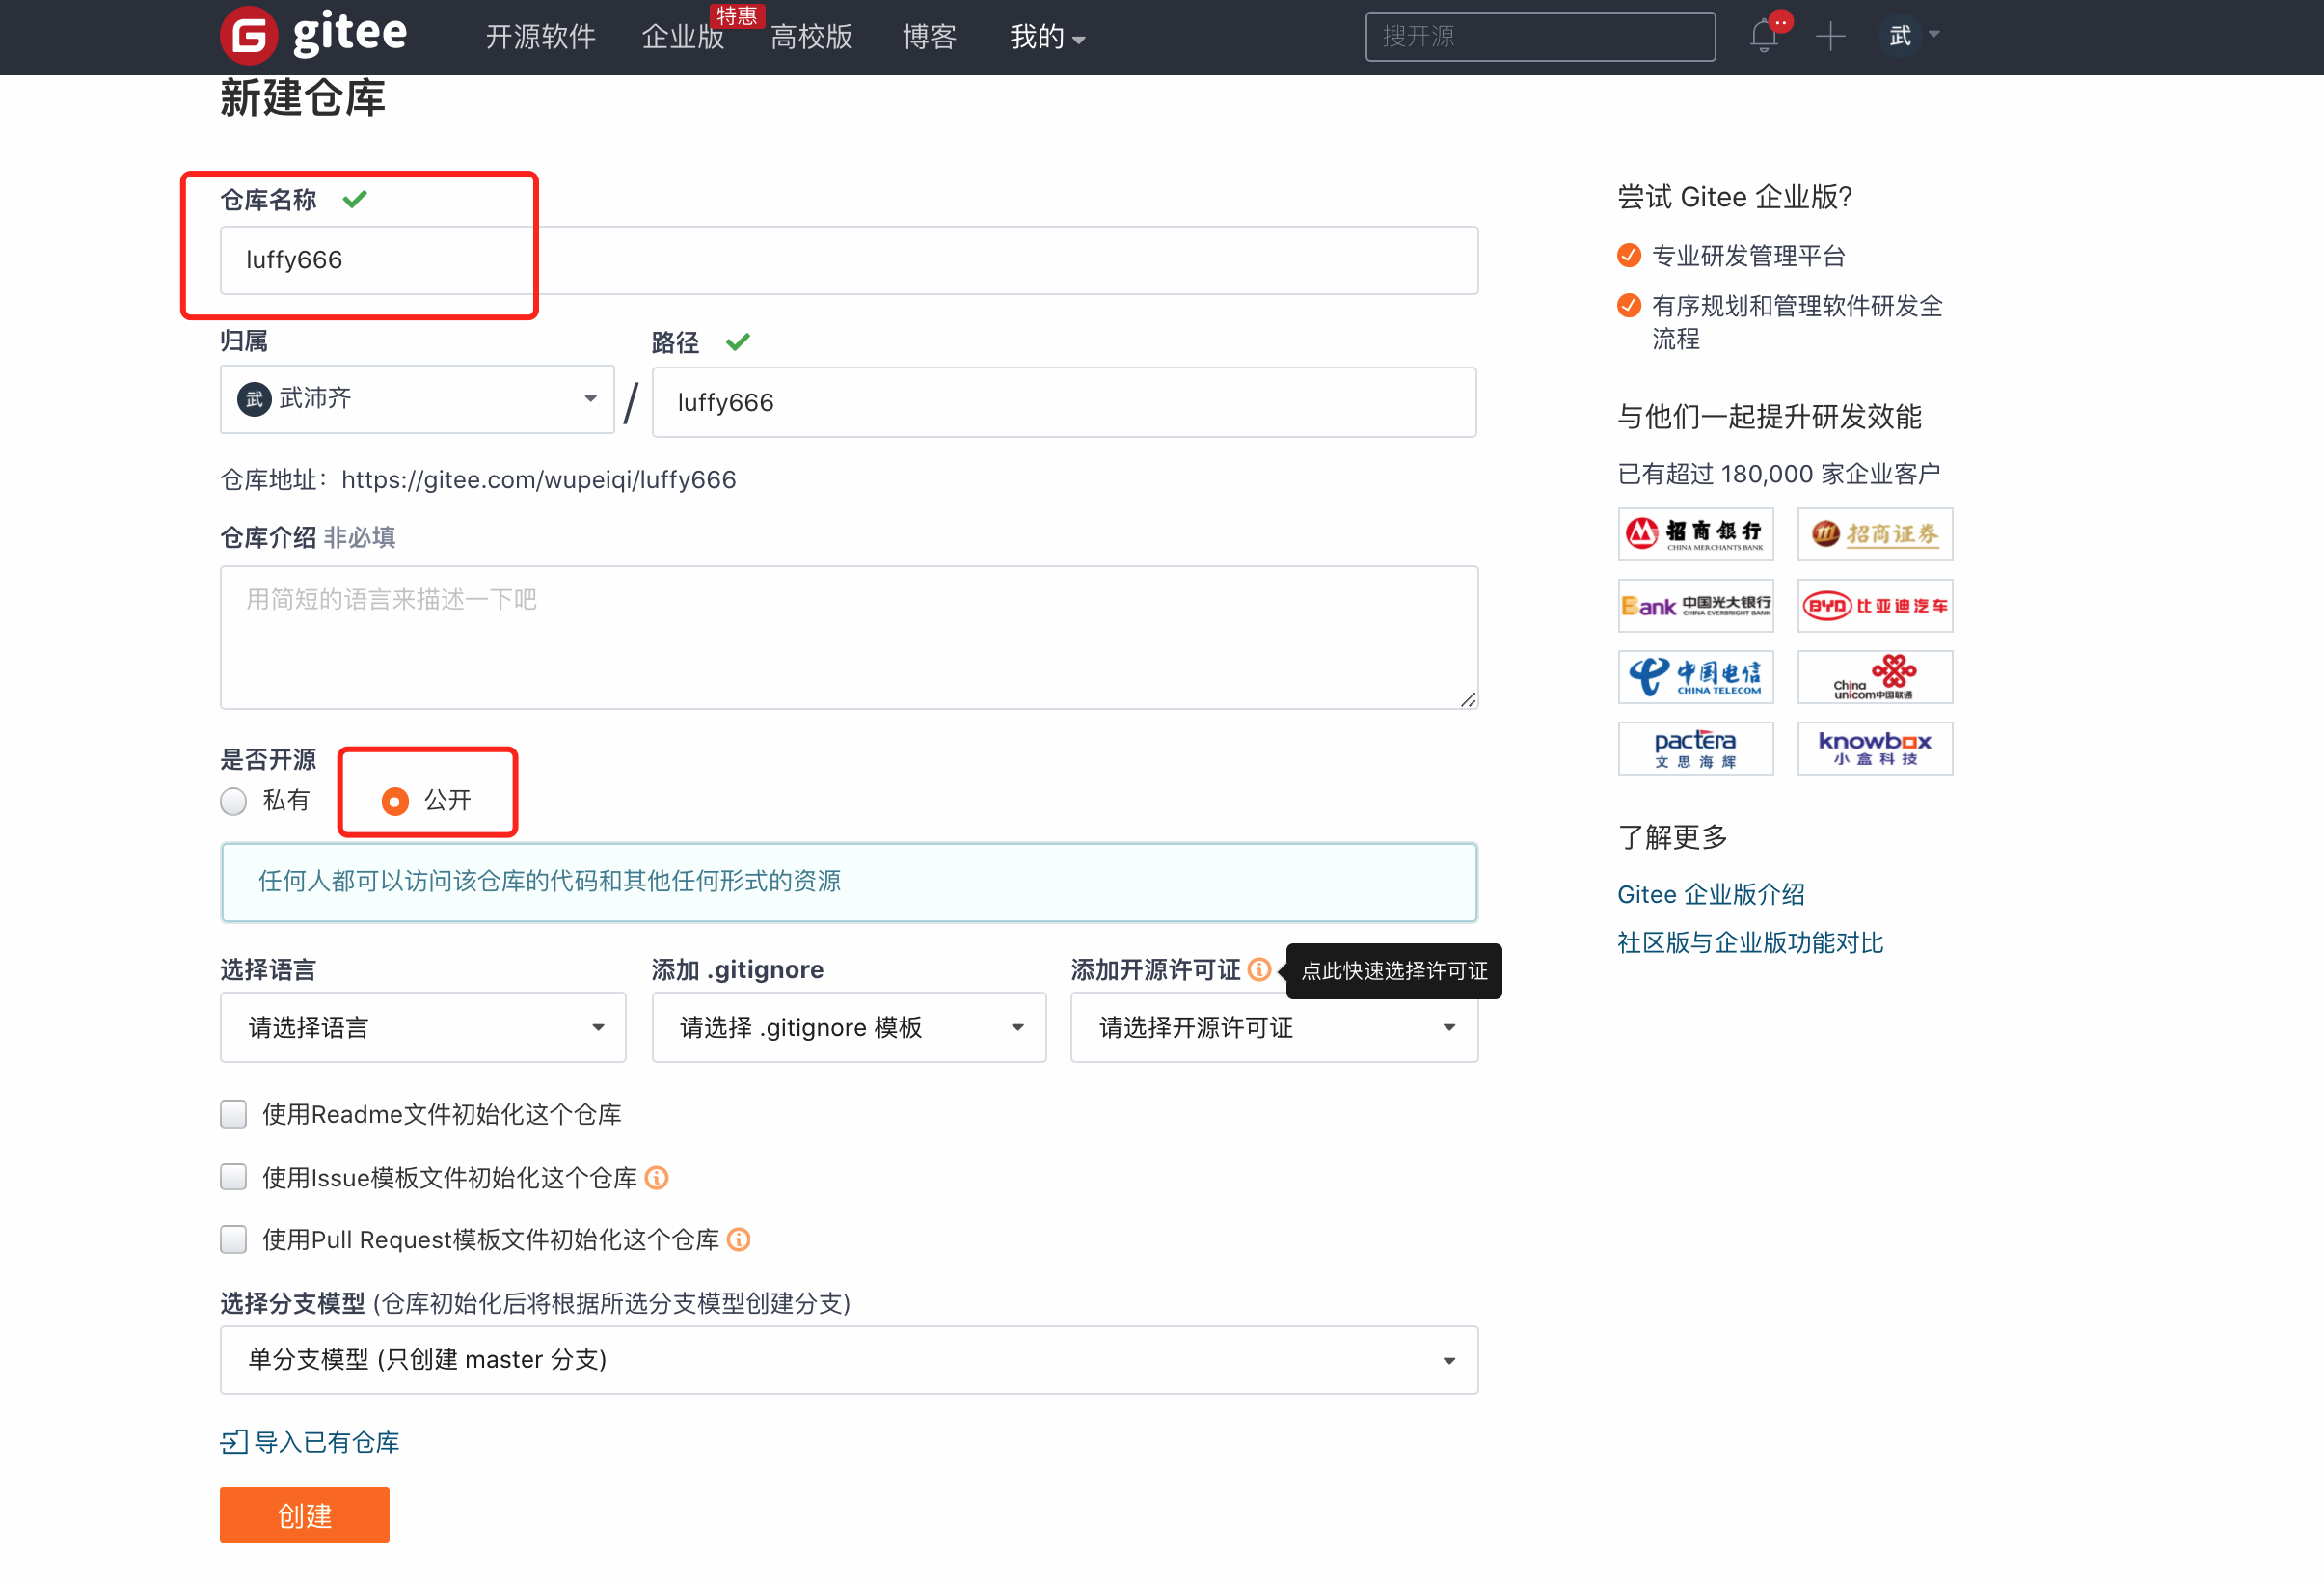 gitee
开源软件
企业版
特惠
高校版
博客
我的
搜开源
武
新建仓库
仓库名称
luffy666
归属
路径
武 武沛齐
/
luffy666
仓库地址：https://gitee.com/wupeiqi/luffy666
仓库介绍 非必填
用简短的语言来描述一下吧
是否开源
私有
公开
任何人都可以访问该仓库的代码和其他任何形式的资源
选择语言
添加 .gitignore
添加开源许可证
点此快速选择许可证
请选择语言
请选择 .gitignore 模板
请选择开源许可证
使用Readme文件初始化这个仓库
使用Issue模板文件初始化这个仓库
使用Pull Request模板文件初始化这个仓库
选择分支模型 (仓库初始化后将根据所选分支模型创建分支)
单分支模型 (只创建 master 分支)
导入已有仓库
创建
尝试 Gitee 企业版?
专业研发管理平台
有序规划和管理软件研发全
流程
与他们一起提升研发效能
已有超过 180,000 家企业客户
招商银行
CHINA MERCHANTS BANK
招商证券
Bank 中国光大银行
CHINA EVERBRIGHT BANK
BYD 比亚迪汽车
中国电信
CHINA TELECOM
China
unicom中国联通
pactera
文思海辉
knowbox
小盒科技
了解更多
Gitee 企业版介绍
社区版与企业版功能对比